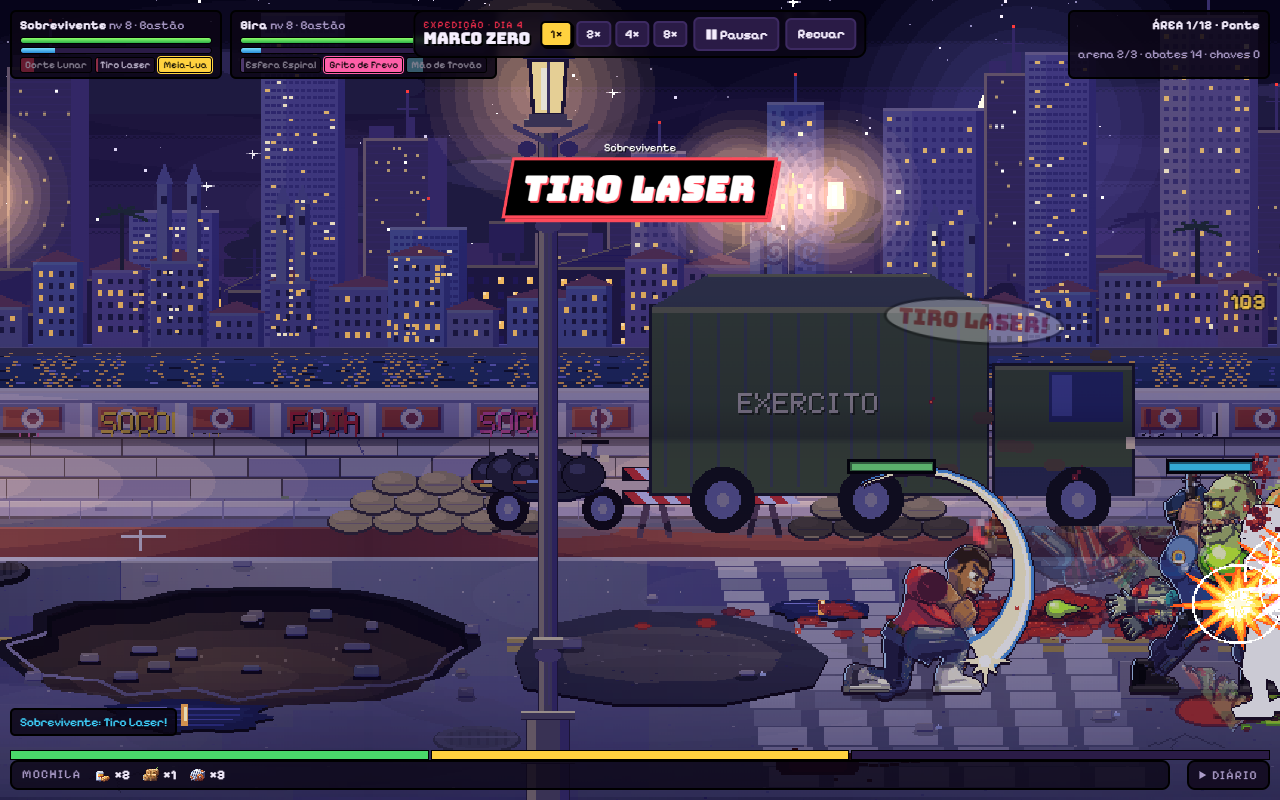 Sobrevivente nv 8 · Bastão
Corte Lunar
Tiro Laser
Meia-Lua
Gira nv 8 · Bastão
Esfera Espiral
Grito de Frevo
Mão de Trovão
EXPEDIÇÃO · DIA 4
MARCO ZERO
1×
2×
4×
8×
Pausar
Recuar
ÁREA 1/18 · Ponte
arena 2/3 · abates 14 · chaves 0
Sobrevivente
TIRO LASER
TIRO LASER!
103
EXERCITO
SOCO!
FUJA
SOC
Sobrevivente: Tiro Laser!
MOCHILA ×8 ×1 ×3
DIÁRIO